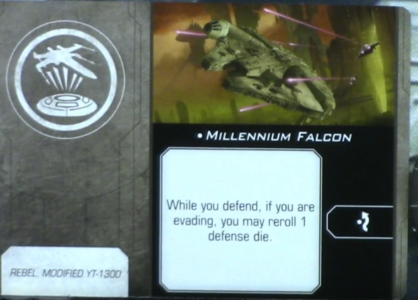 • MILLENNIUM FALCON
While you defend, if you are
evading, you may reroll 1
defense die.
REBEL, MODIFIED YT-1300